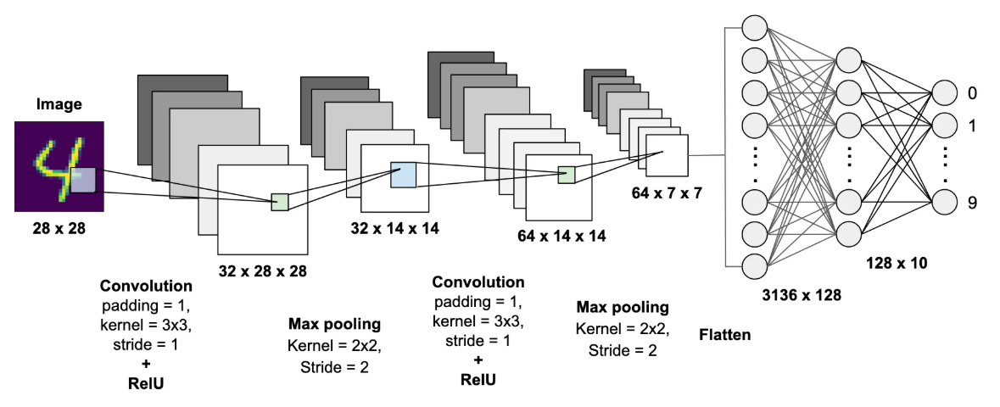 Image
28 x 28
32 x 28 x 28
32 x 14 x 14
64 x 14 x 14
64 x 7 x 7
0
1
9
128 x 10
3136 x 128
Convolution
padding = 1,
kernel = 3x3,
stride = 1
+
RelU
Max pooling
Kernel = 2x2,
Stride = 2
Convolution
padding = 1,
kernel = 3x3,
stride = 1
+
RelU
Max pooling
Kernel = 2x2,
Stride = 2
Flatten
4